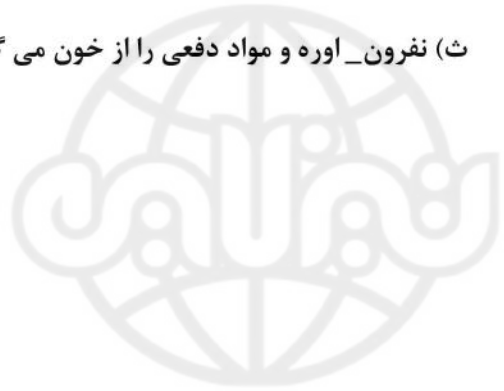 ث) نفرون_ اوره و مواد دفعی را از خون می